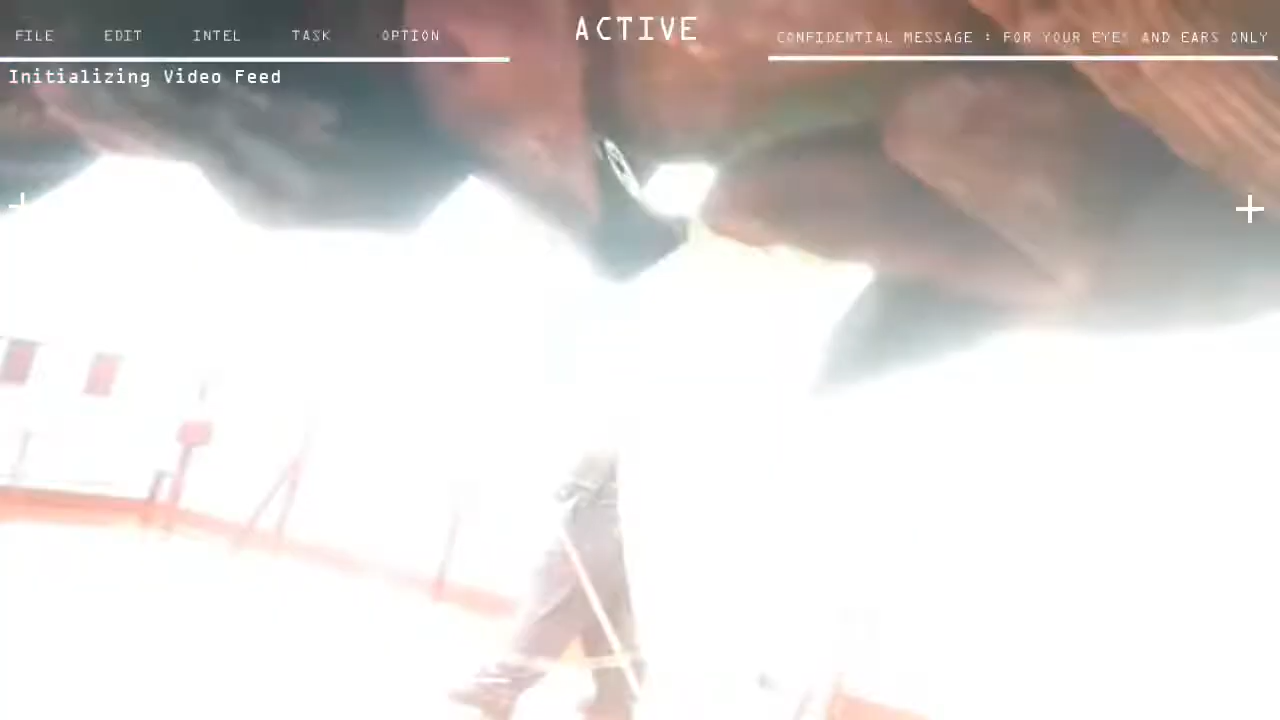 FILE EDIT INTEL TASK OPTION
ACTIVE
CONFIDENTIAL MESSAGE : FOR YOUR EYES AND EARS ONLY
Initializing Video Feed